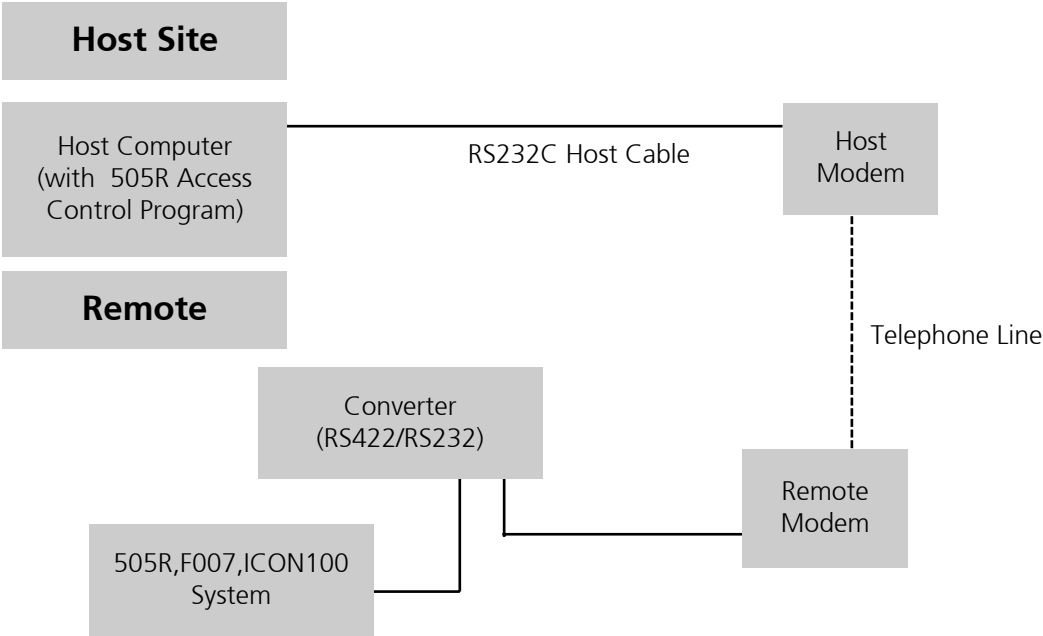 Host Site
Host Computer
(with 505R Access
Control Program)
RS232C Host Cable
Host
Modem
Remote
Telephone Line
Converter
(RS422/RS232)
Remote
Modem
505R,F007,ICON100
System